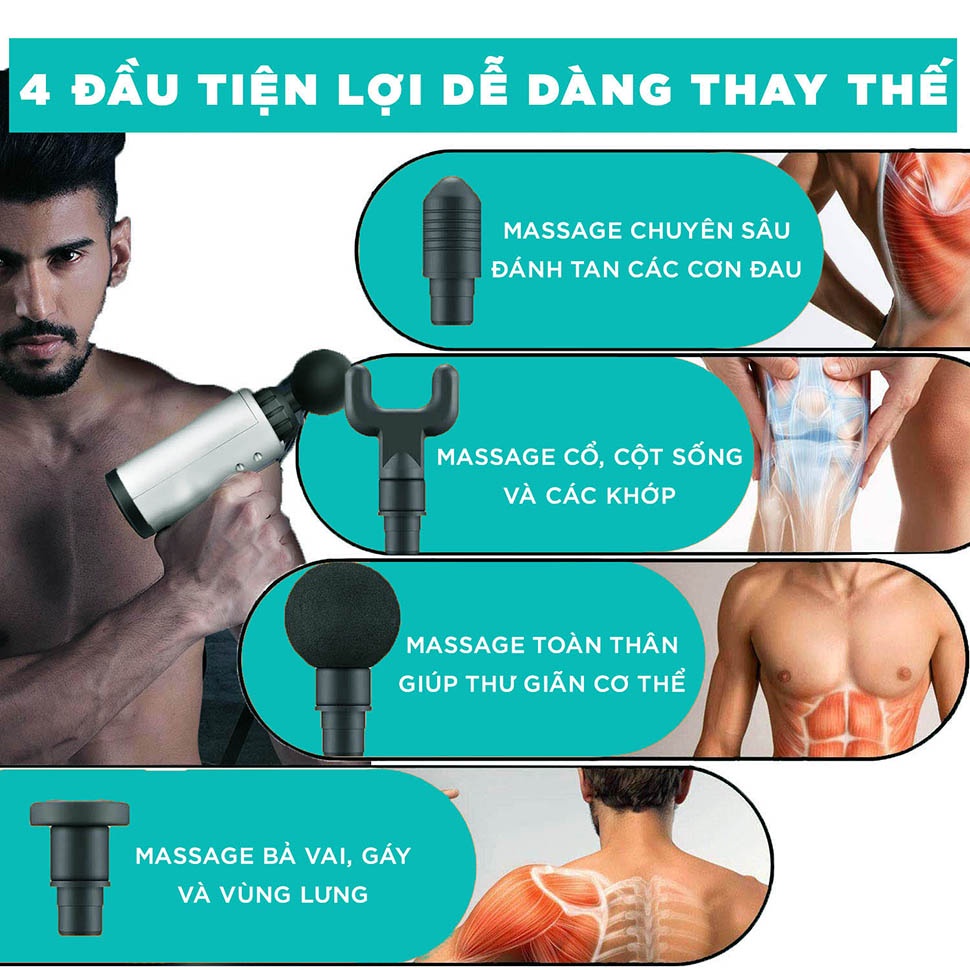 4 ĐẦU TIỆN LỢI DỄ DÀNG THAY THẾ
MASSAGE CHUYÊN SÂU
ĐÁNH TAN CÁC CƠN ĐAU
MASSAGE CỔ, CỘT SỐNG
VÀ CÁC KHỚP
MASSAGE TOÀN THÂN
GIÚP THƯ GIÃN CƠ THỂ
MASSAGE BẢ VAI, GÁY
VÀ VÙNG LƯNG